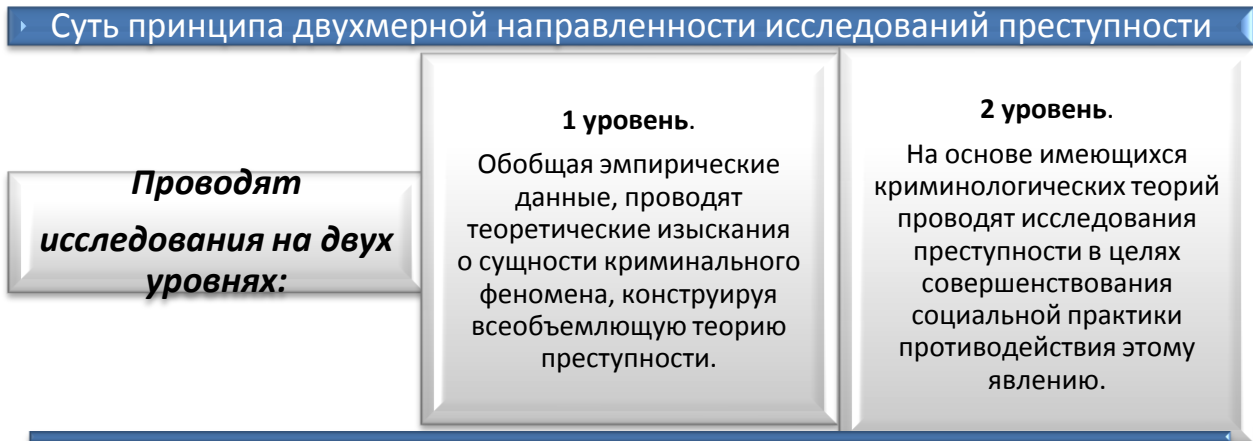 Суть принципа двухмерной направленности исследований преступности
Проводят
исследования на двух
уровнях:
1 уровень.
Обобщая эмпирические
данные, проводят
теоретические изыскания
о сущности криминального
феномена, конструируя
всеобъемлющую теорию
преступности.
2 уровень.
На основе имеющихся
криминологических теорий
проводят исследования
преступности в целях
совершенствования
социальной практики
противодействия этому
явлению.